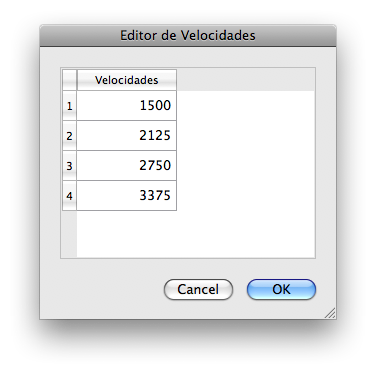 Editor de Velocidades
Velocidades
1 1500
2 2125
3 2750
4 3375
Cancel OK